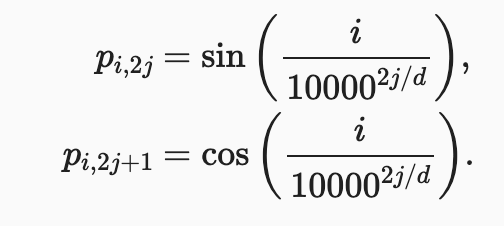 p_{i,2j} = sin ( i / 10000^{2j/d} ),
p_{i,2j+1} = cos ( i / 10000^{2j/d} ).